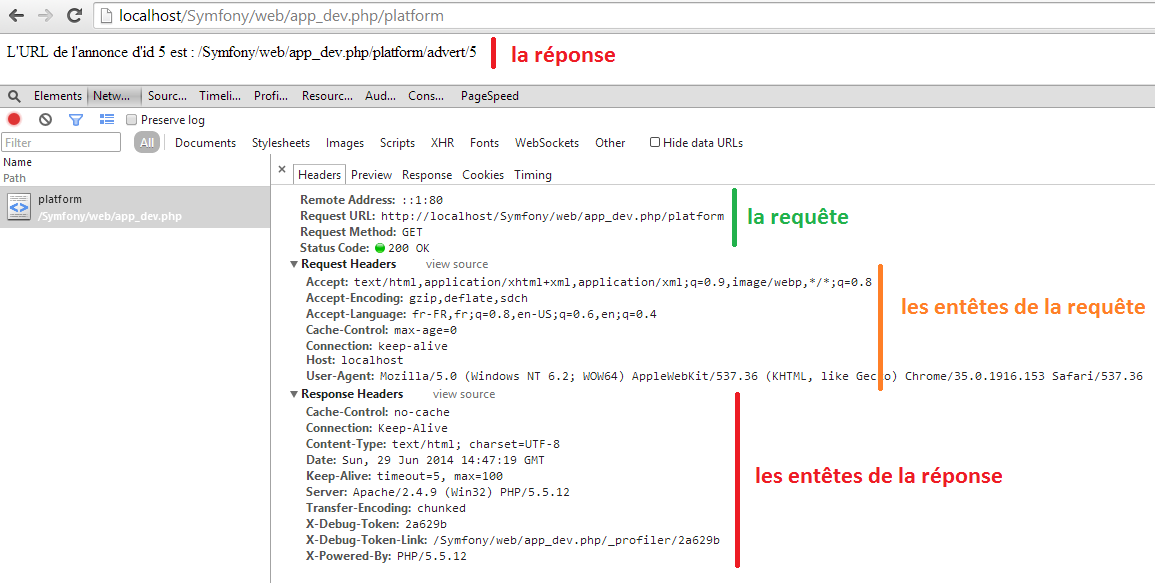 localhost/Symfony/web/app_dev.php/platform
L'URL de l'annonce d'id 5 est : /Symfony/web/app_dev.php/platform/advert/5
la réponse
Elements Netw... Sourc... Timeli... Profi... Resourc... Aud... Cons... PageSpeed
Preserve log
Filter All Documents Stylesheets Images Scripts XHR Fonts WebSockets Other Hide data URLs
Name
Path
platform
/Symfony/web/app_dev.php
× Headers Preview Response Cookies Timing
Remote Address: ::1:80
Request URL: http://localhost/Symfony/web/app_dev.php/platform
Request Method: GET
Status Code: 200 OK
la requête
Request Headers view source
Accept: text/html,application/xhtml+xml,application/xml;q=0.9,image/webp,*/*;q=0.8
Accept-Encoding: gzip,deflate,sdch
Accept-Language: fr-FR,fr;q=0.8,en-US;q=0.6,en;q=0.4
Cache-Control: max-age=0
Connection: keep-alive
Host: localhost
User-Agent: Mozilla/5.0 (Windows NT 6.2; WOW64) AppleWebKit/537.36 (KHTML, like Gecko) Chrome/35.0.1916.153 Safari/537.36
les entêtes de la requête
Response Headers view source
Cache-Control: no-cache
Connection: Keep-Alive
Content-Type: text/html; charset=UTF-8
Date: Sun, 29 Jun 2014 14:47:19 GMT
Keep-Alive: timeout=5, max=100
Server: Apache/2.4.9 (Win32) PHP/5.5.12
Transfer-Encoding: chunked
X-Debug-Token: 2a629b
X-Debug-Token-Link: /Symfony/web/app_dev.php/_profiler/2a629b
X-Powered-By: PHP/5.5.12
les entêtes de la réponse